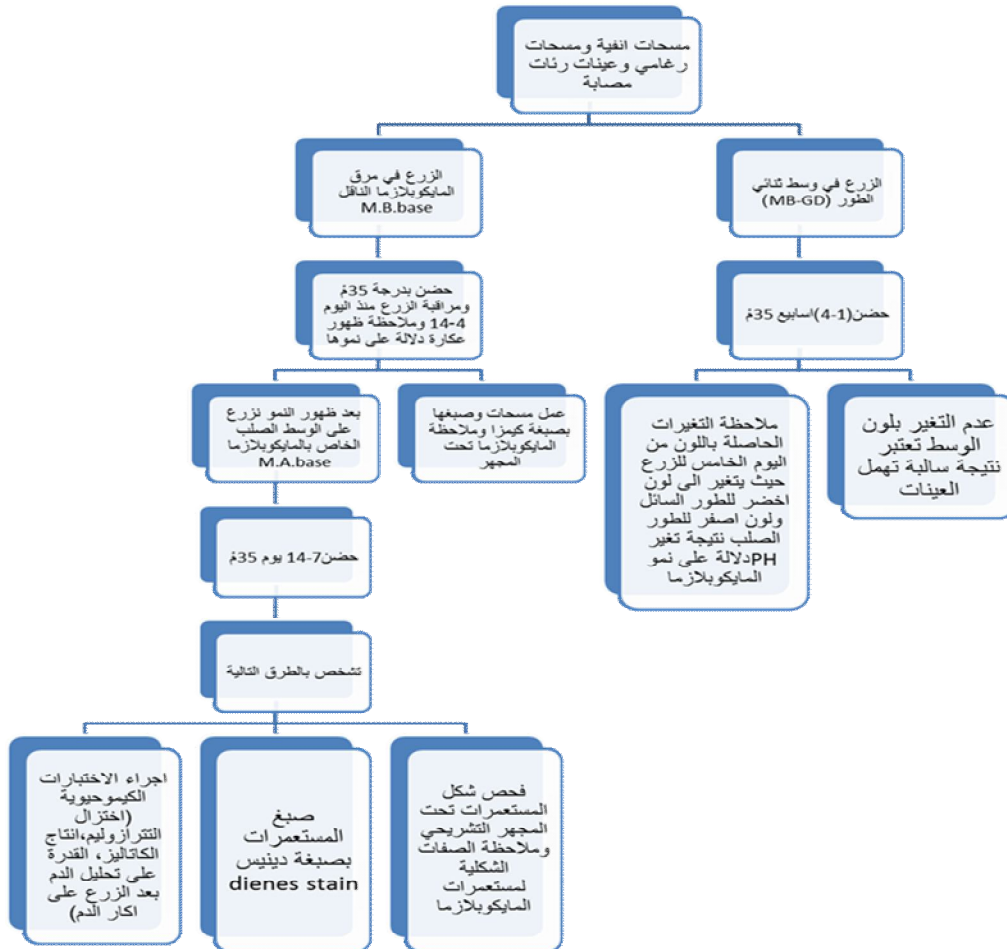 مسحات انفية ومسحات
رغامي وعينات رئات
مصابة
الزرع في وسط ثنائي
الطور (MB-GD)
الزرع في مرق
المايكوبلازما الناقل
M.B.base
حضن(1-4)اسابيع 35مْ
حضن بدرجة 35مْ
ومراقبة الزرع منذ اليوم
14-4 وملاحظة ظهور
عكارة دلالة على نموها
عدم التغير بلون
الوسط تعتبر
نتيجة سالبة تهمل
العينات
ملاحظة التغيرات
الحاصلة باللون من
اليوم الخامس للزرع
حيث يتغير الى لون
اخضر للطور السائل
ولون اصفر للطور
الصلب نتيجة تغير
PHدلالة على نمو
المايكوبلازما
عمل مسحات وصبغها
بصبغة كيمزا وملاحظة
المايكوبلازما تحت
المجهر
بعد ظهور النمو نزرع
على الوسط الصلب
الخاص بالمايكوبلازما
M.A.base
حضن7-14 يوم 35مْ
تشخص بالطرق التالية
فحص شكل
المستعمرات تحت
المجهر التشريحي
وملاحظة الصفات
الشكلية
لمستعمرات
المايكوبلازما
صبغ
المستعمرات
بصبغة دينيس
dienes stain
اجراء الاختبارات
الكيموحيوية
(اختزال
التترازوليم،انتاج
الكاتاليز، القدرة
على تحليل الدم
بعد الزرع على
اكار الدم)